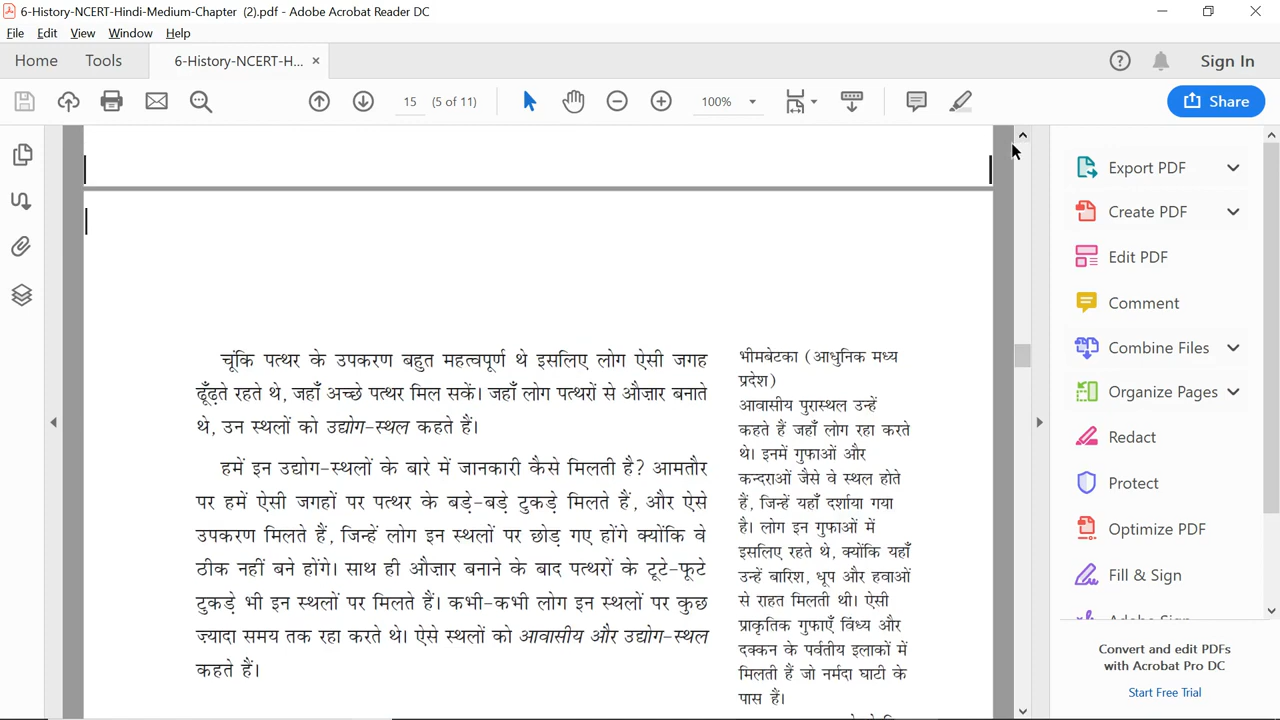 6-History-NCERT-Hindi-Medium-Chapter (2).pdf - Adobe Acrobat Reader DC
File Edit View Window Help
Home Tools 6-History-NCERT-H... × Sign In
15 (5 of 11) 100% Share
चूंकि पत्थर के उपकरण बहुत महत्वपूर्ण थे इसलिए लोग ऐसी जगह
ढूँढ़ते रहते थे, जहाँ अच्छे पत्थर मिल सकें। जहाँ लोग पत्थरों से औज़ार बनाते
थे, उन स्थलों को उद्योग-स्थल कहते हैं।
हमें इन उद्योग-स्थलों के बारे में जानकारी कैसे मिलती है? आमतौर
पर हमें ऐसी जगहों पर पत्थर के बड़े-बड़े टुकड़े मिलते हैं, और ऐसे
उपकरण मिलते हैं, जिन्हें लोग इन स्थलों पर छोड़ गए होंगे क्योंकि वे
ठीक नहीं बने होंगे। साथ ही औज़ार बनाने के बाद पत्थरों के टूटे-फूटे
टुकड़े भी इन स्थलों पर मिलते हैं। कभी-कभी लोग इन स्थलों पर कुछ
ज़्यादा समय तक रहा करते थे। ऐसे स्थलों को आवासीय और उद्योग-स्थल
कहते हैं।
भीमबेटका (आधुनिक मध्य
प्रदेश)
आवासीय पुरास्थल उन्हें
कहते हैं जहाँ लोग रहा करते
थे। इनमें गुफाओं और
कन्दराओं जैसे वे स्थल होते
हैं, जिन्हें यहाँ दर्शाया गया
है। लोग इन गुफाओं में
इसलिए रहते थे, क्योंकि यहाँ
उन्हें बारिश, धूप और हवाओं
से राहत मिलती थी। ऐसी
प्राकृतिक गुफाएँ विंध्य और
दक्कन के पर्वतीय इलाकों में
मिलती हैं जो नर्मदा घाटी के
पास हैं।
Export PDF
Create PDF
Edit PDF
Comment
Combine Files
Organize Pages
Redact
Protect
Optimize PDF
Fill & Sign
Convert and edit PDFs
with Acrobat Pro DC
Start Free Trial